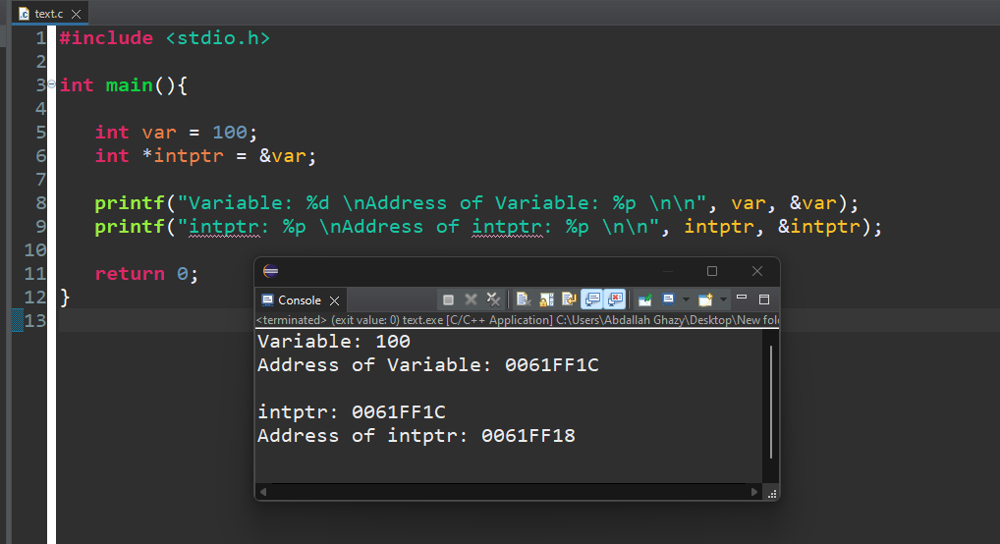 text.c
1 #include <stdio.h>
2
3 int main(){
4
5 int var = 100;
6 int *intptr = &var;
7
8 printf("Variable: %d \nAddress of Variable: %p \n\n", var, &var);
9 printf("intptr: %p \nAddress of intptr: %p \n\n", intptr, &intptr);
10
11 return 0;
12 }
13
Console
<terminated> (exit value: 0) text.exe [C/C++ Application] C:\Users\Abdallah Ghazy\Desktop\New fol
Variable: 100
Address of Variable: 0061FF1C
intptr: 0061FF1C
Address of intptr: 0061FF18